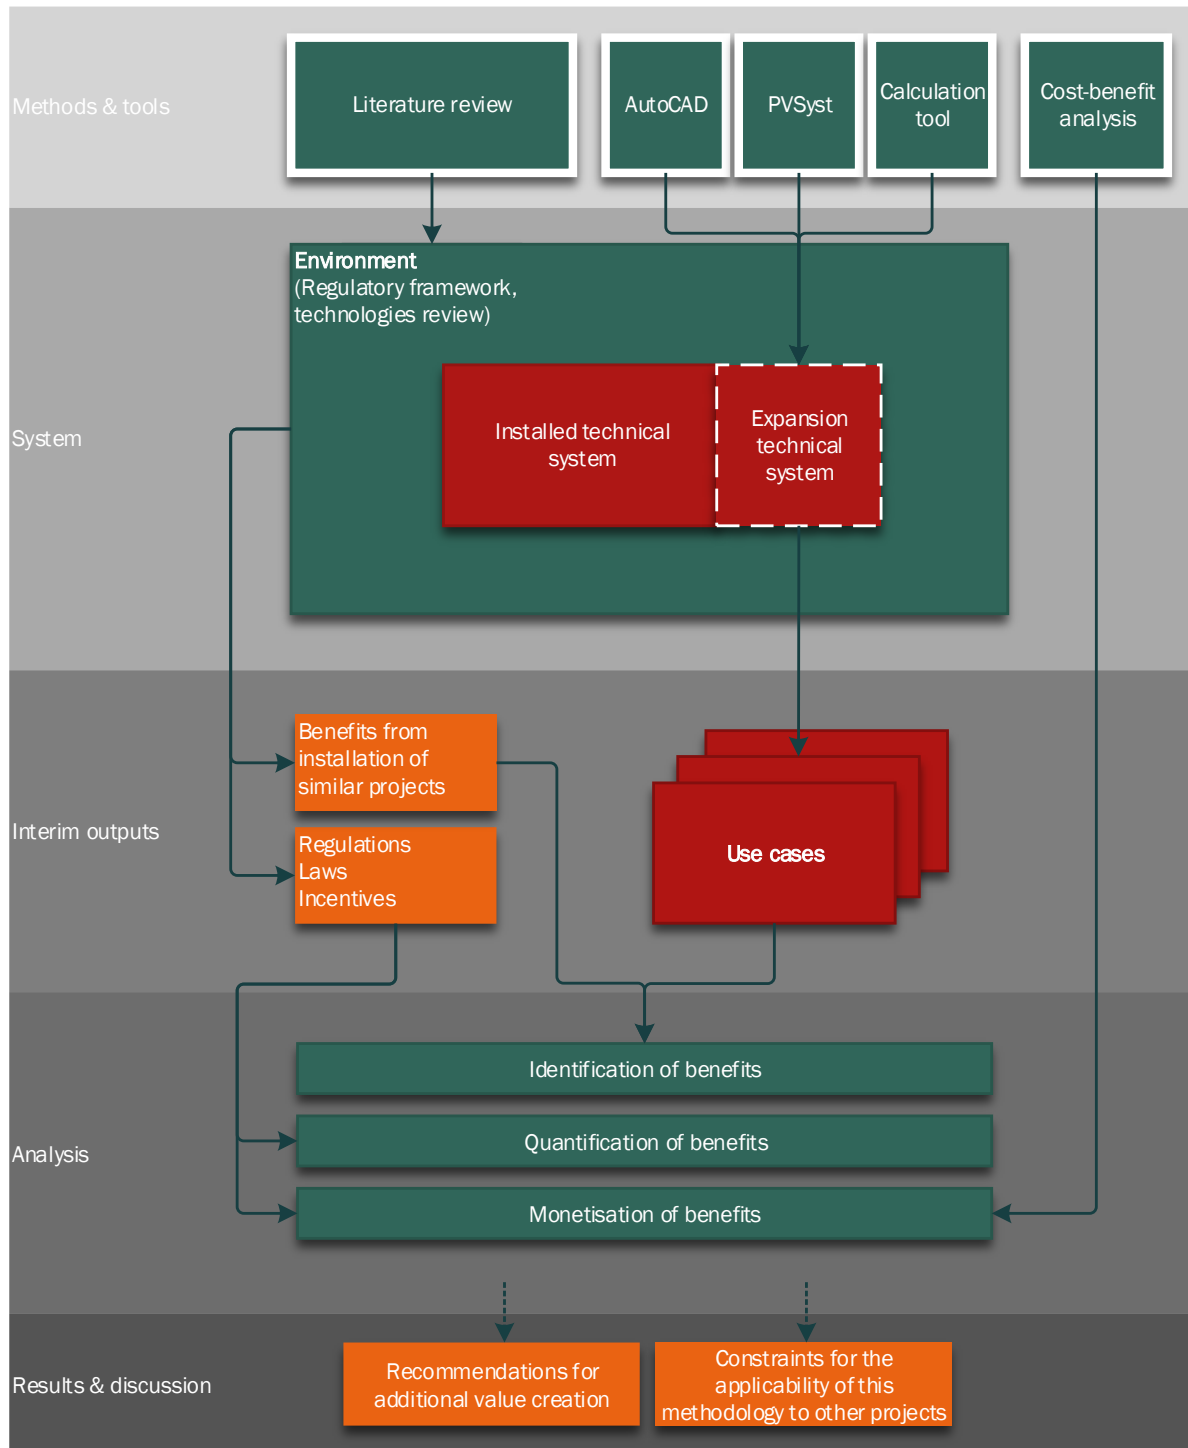 Methods & tools
Literature review
AutoCAD
PVSyst
Calculation
tool
Cost-benefit
analysis
System
Environment
(Regulatory framework,
technologies review)
Installed technical
system
Expansion
technical
system
Interim outputs
Benefits from
installation of
similar projects
Regulations
Laws
Incentives
Use cases
Analysis
Identification of benefits
Quantification of benefits
Monetisation of benefits
Results & discussion
Recommendations for
additional value creation
Constraints for the
applicability of this
methodology to other projects